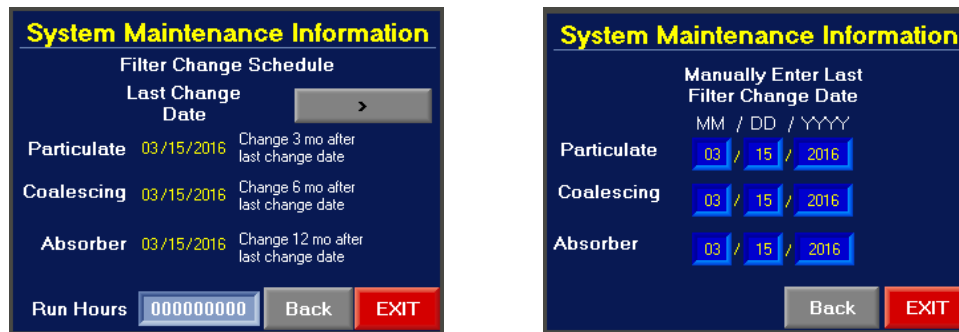 System Maintenance Information
Filter Change Schedule
Last Change
Date
>
Particulate 03/15/2016 Change 3 mo after
last change date
Coalescing 03/15/2016 Change 6 mo after
last change date
Absorber 03/15/2016 Change 12 mo after
last change date
Run Hours 000000000 Back EXIT
System Maintenance Information
Manually Enter Last
Filter Change Date
MM / DD / YYYY
Particulate 03 / 15 / 2016
Coalescing 03 / 15 / 2016
Absorber 03 / 15 / 2016
Back EXIT